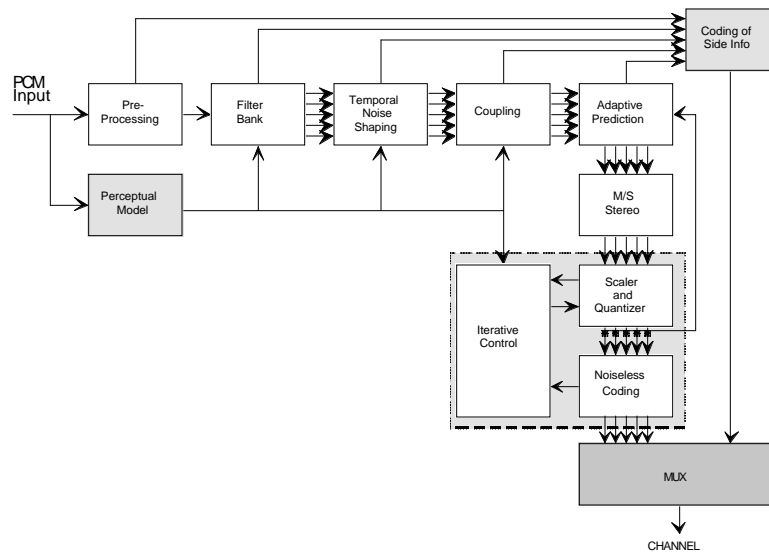 Coding of
Side Info
PCM
Input
Pre-
Processing
Filter
Bank
Temporal
Noise
Shaping
Coupling
Adaptive
Prediction
Perceptual
Model
M/S
Stereo
Iterative
Control
Scaler
and
Quantizer
Noiseless
Coding
MUX
CHANNEL